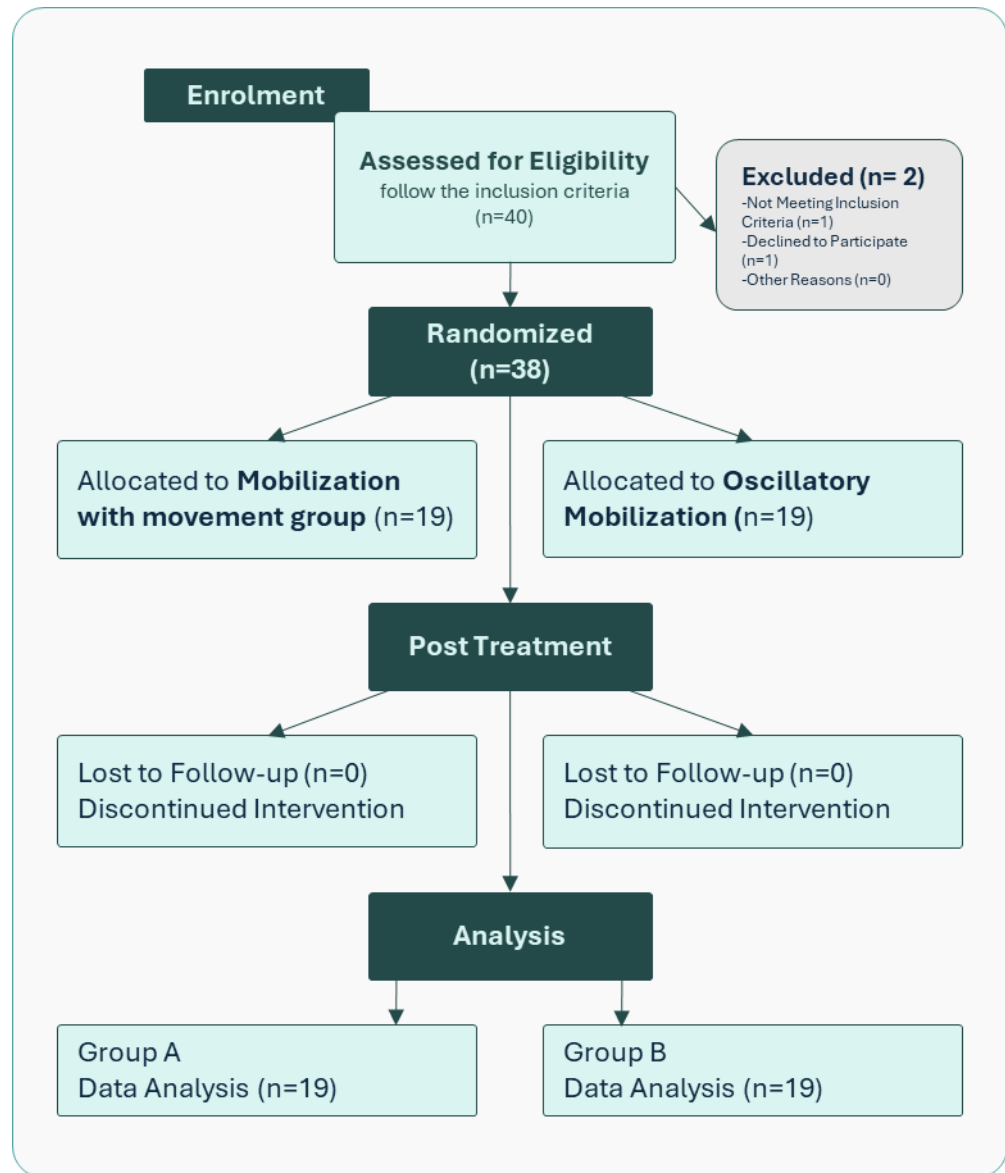 Enrolment
Assessed for Eligibility
follow the inclusion criteria
(n=40)
Excluded (n= 2)
-Not Meeting Inclusion
Criteria (n=1)
-Declined to Participate
(n=1)
-Other Reasons (n=0)
Randomized
(n=38)
Allocated to Mobilization
with movement group (n=19)
Allocated to Oscillatory
Mobilization (n=19)
Post Treatment
Lost to Follow-up (n=0)
Discontinued Intervention
Lost to Follow-up (n=0)
Discontinued Intervention
Analysis
Group A
Data Analysis (n=19)
Group B
Data Analysis (n=19)